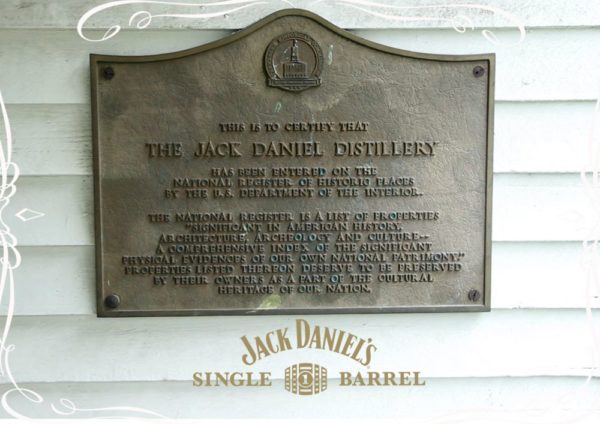 THIS IS TO CERTIFY THAT
THE JACK DANIEL DISTILLERY
HAS BEEN ENTERED ON THE
NATIONAL REGISTER OF HISTORIC PLACES
BY THE U.S. DEPARTMENT OF THE INTERIOR.
THE NATIONAL REGISTER IS A LIST OF PROPERTIES
"SIGNIFICANT IN AMERICAN HISTORY,
ARCHITECTURE, ARCHEOLOGY AND CULTURE--
A COMPREHENSIVE INDEX OF THE SIGNIFICANT
PHYSICAL EVIDENCES OF OUR OWN NATIONAL PATRIMONY."
PROPERTIES LISTED THEREON DESERVE TO BE PRESERVED
BY THEIR OWNERS AS A PART OF THE CULTURAL
HERITAGE OF OUR NATION.
JACK DANIEL'S
SINGLE 1 BARREL